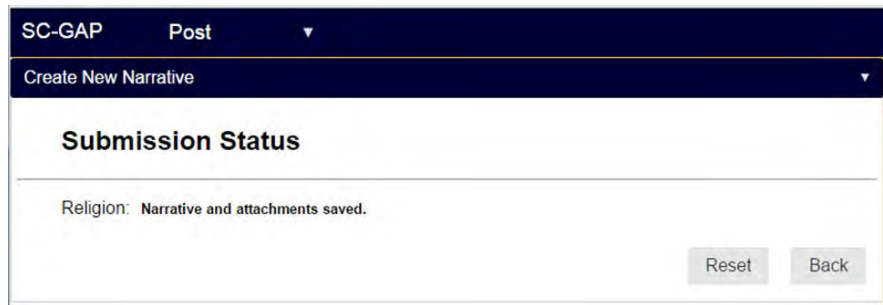 SC-GAP Post ▼
Create New Narrative ▼
Submission Status
Religion: Narrative and attachments saved.
Reset Back